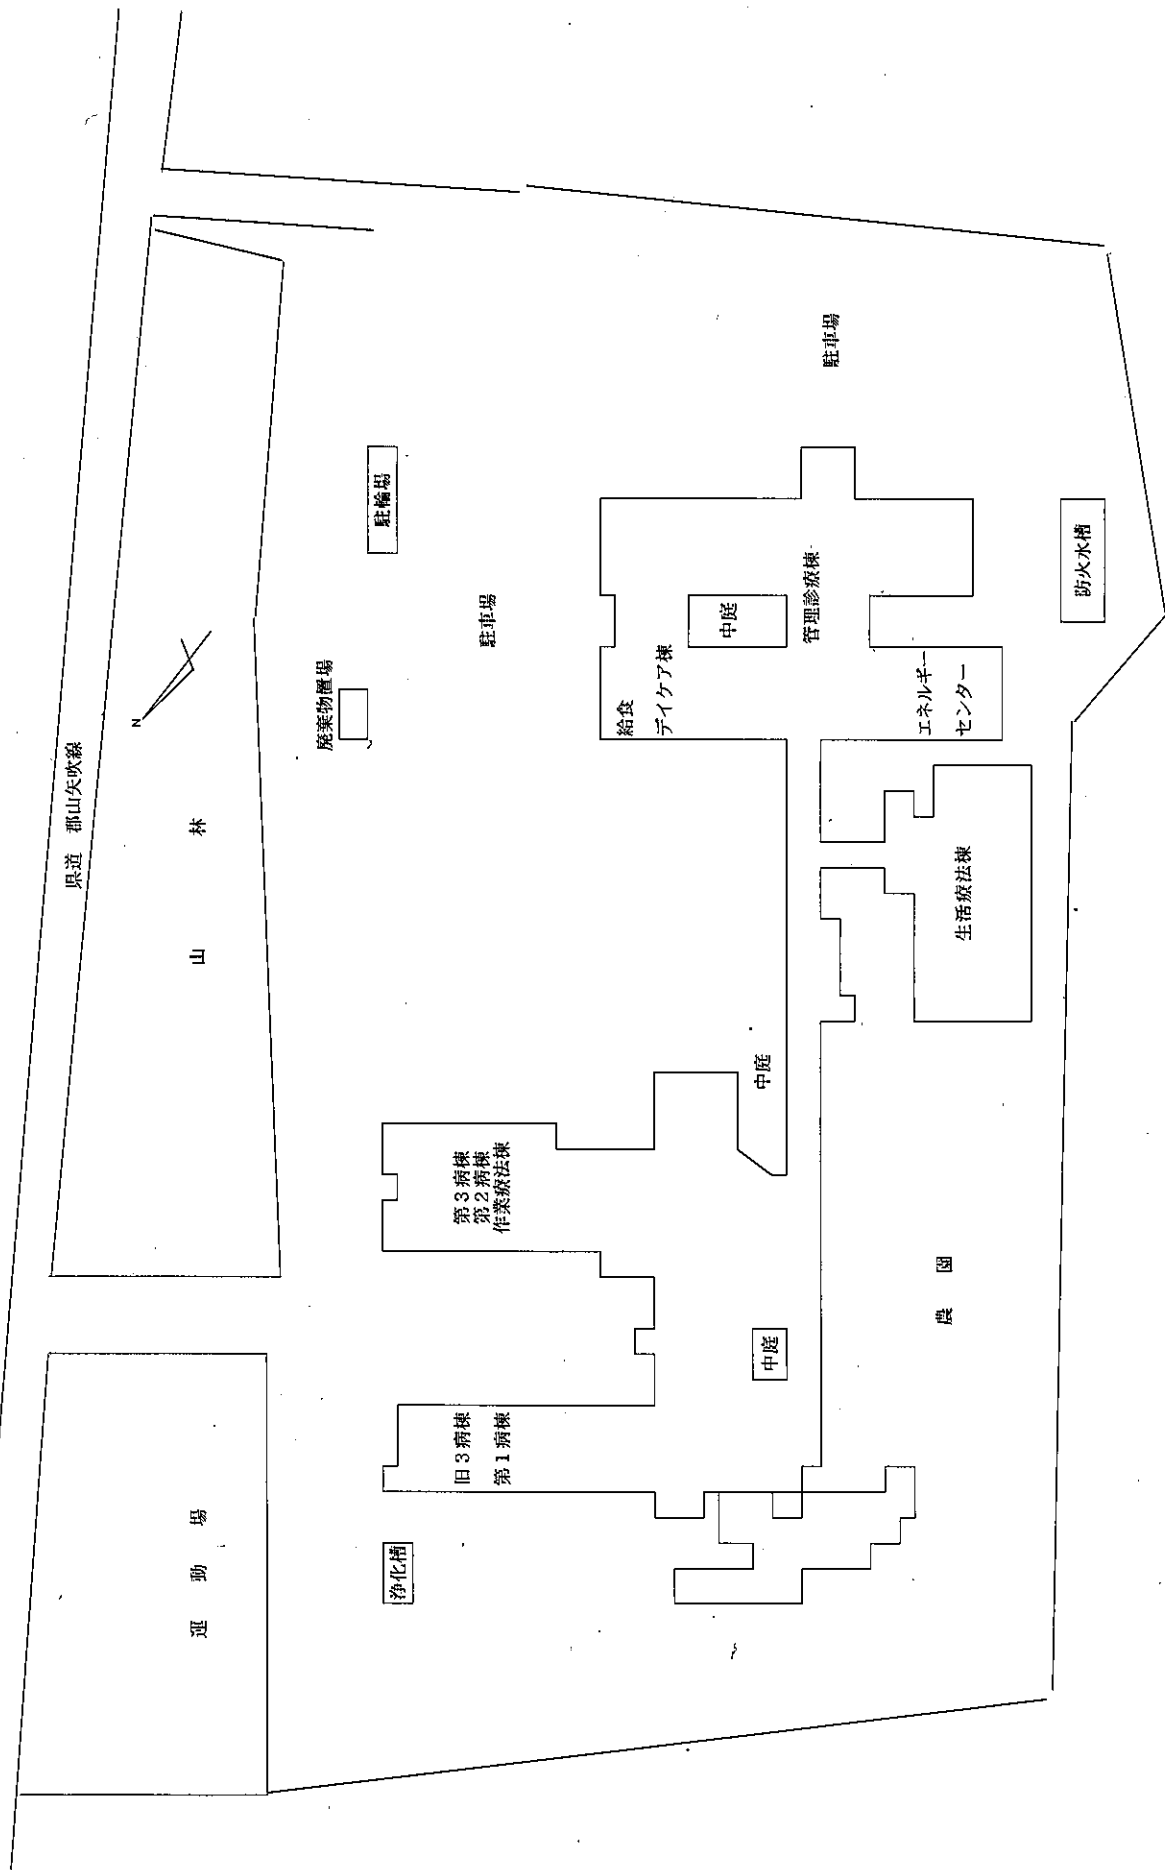 県道 郡山矢吹線
山 林
運 動 場
N
廃棄物置場
駐輪場
駐車場
駐車場
給食
デイケア棟
中庭
管理診療棟
エネルギー
センター
防火水槽
生活療法棟
中庭
第3病棟
第2病棟
作業療法棟
中庭
旧3病棟
第1病棟
浄化槽
農 園